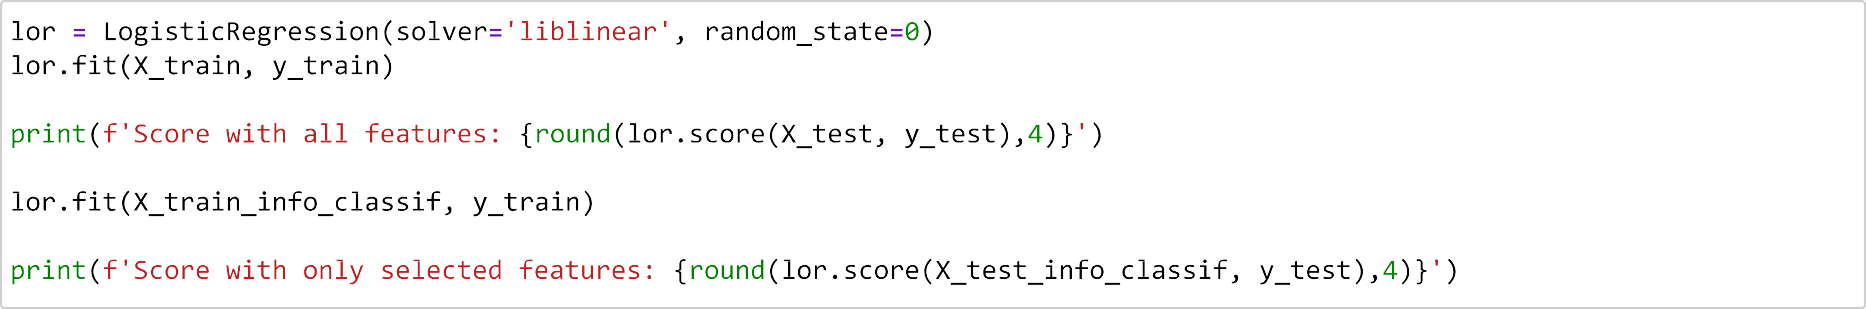 lor = LogisticRegression(solver='liblinear', random_state=0)
lor.fit(X_train, y_train)
print(f'Score with all features: {round(lor.score(X_test, y_test),4)}')
lor.fit(X_train_info_classif, y_train)
print(f'Score with only selected features: {round(lor.score(X_test_info_classif, y_test),4)}')